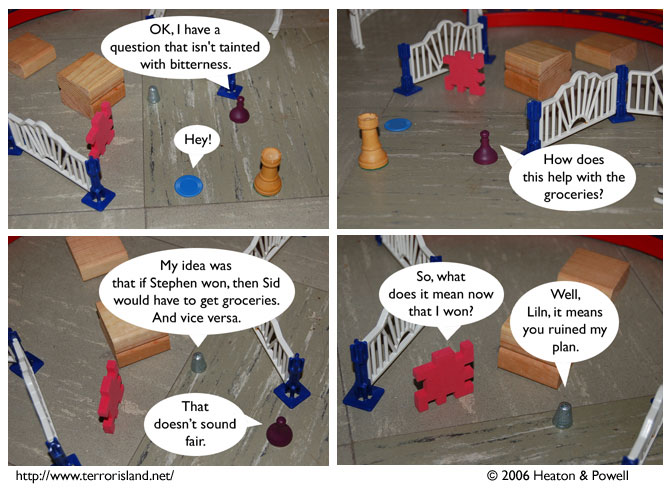 OK, I have a
question that isn't tainted
with bitterness.
Hey!
How does
this help with the
groceries?
My idea was
that if Stephen won, then Sid
would have to get groceries.
And vice versa.
That
doesn't sound
fair.
So, what
does it mean now
that I won?
Well,
Liln, it means
you ruined my
plan.
http://www.terrorisland.net/
© 2006 Heaton & Powell